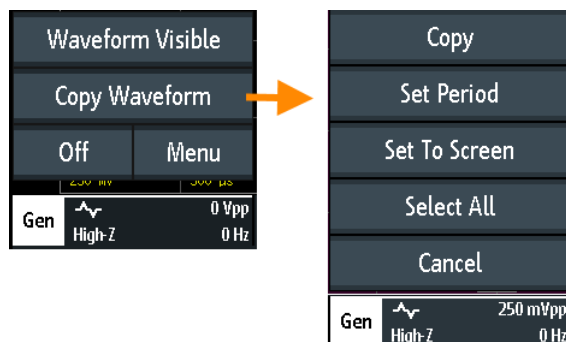 Waveform Visible
Copy Waveform
Off Menu
Gen 0 Vpp
High-Z 0 Hz
Copy
Set Period
Set To Screen
Select All
Cancel
Gen 250 mVpp
High-Z 0 Hz